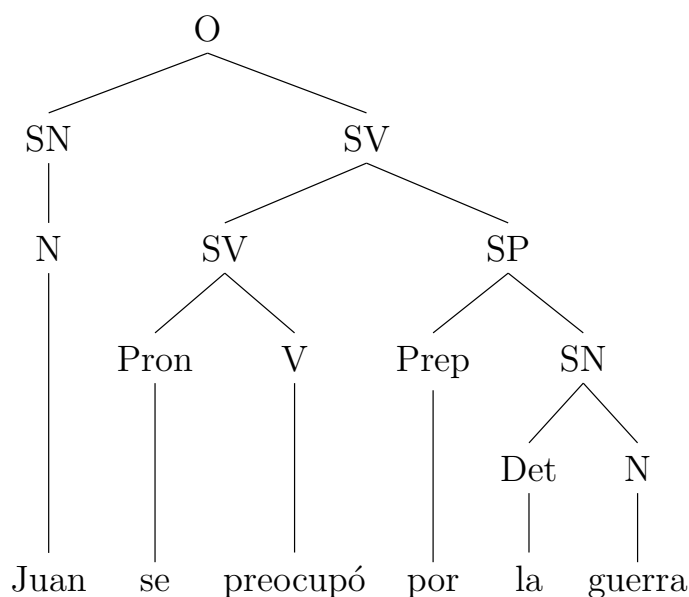 O
SN SV
N SV SP
Pron V Prep SN
Det N
Juan se preocupó por la guerra